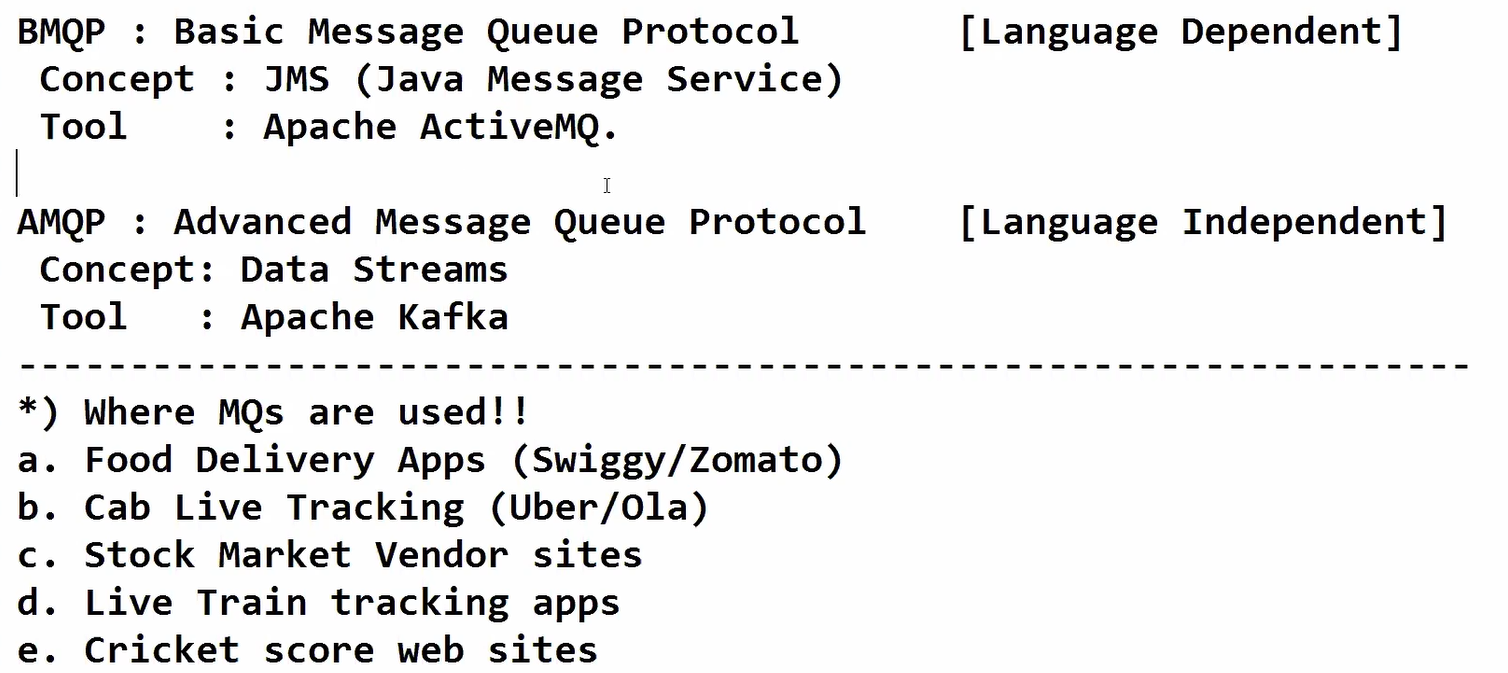 BMQP : Basic Message Queue Protocol [Language Dependent]
Concept : JMS (Java Message Service)
Tool : Apache ActiveMQ.
AMQP : Advanced Message Queue Protocol [Language Independent]
Concept: Data Streams
Tool : Apache Kafka
-----------------------------------------------------------------
*) Where MQs are used!!
a. Food Delivery Apps (Swiggy/Zomato)
b. Cab Live Tracking (Uber/Ola)
c. Stock Market Vendor sites
d. Live Train tracking apps
e. Cricket score web sites